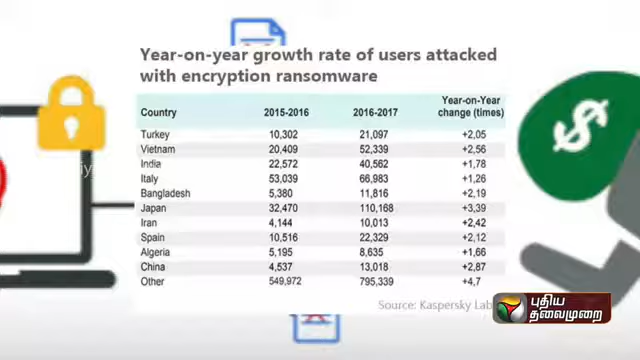 Year-on-year growth rate of users attacked
with encryption ransomware
Country 2015-2016 2016-2017 Year-on-Year change (times)
Turkey 10,302 21,097 +2,05
Vietnam 20,409 52,339 +2,56
India 22,572 40,562 +1,78
Italy 53,039 66,983 +1,26
Bangladesh 5,380 11,816 +2,19
Japan 32,470 110,168 +3,39
Iran 4,144 10,013 +2,42
Spain 10,516 22,329 +2,12
Algeria 5,195 8,635 +1,66
China 4,537 13,018 +2,87
Other 549,972 795,339 +4,7
Source: Kaspersky Lab
புதிய
தலைமுறை